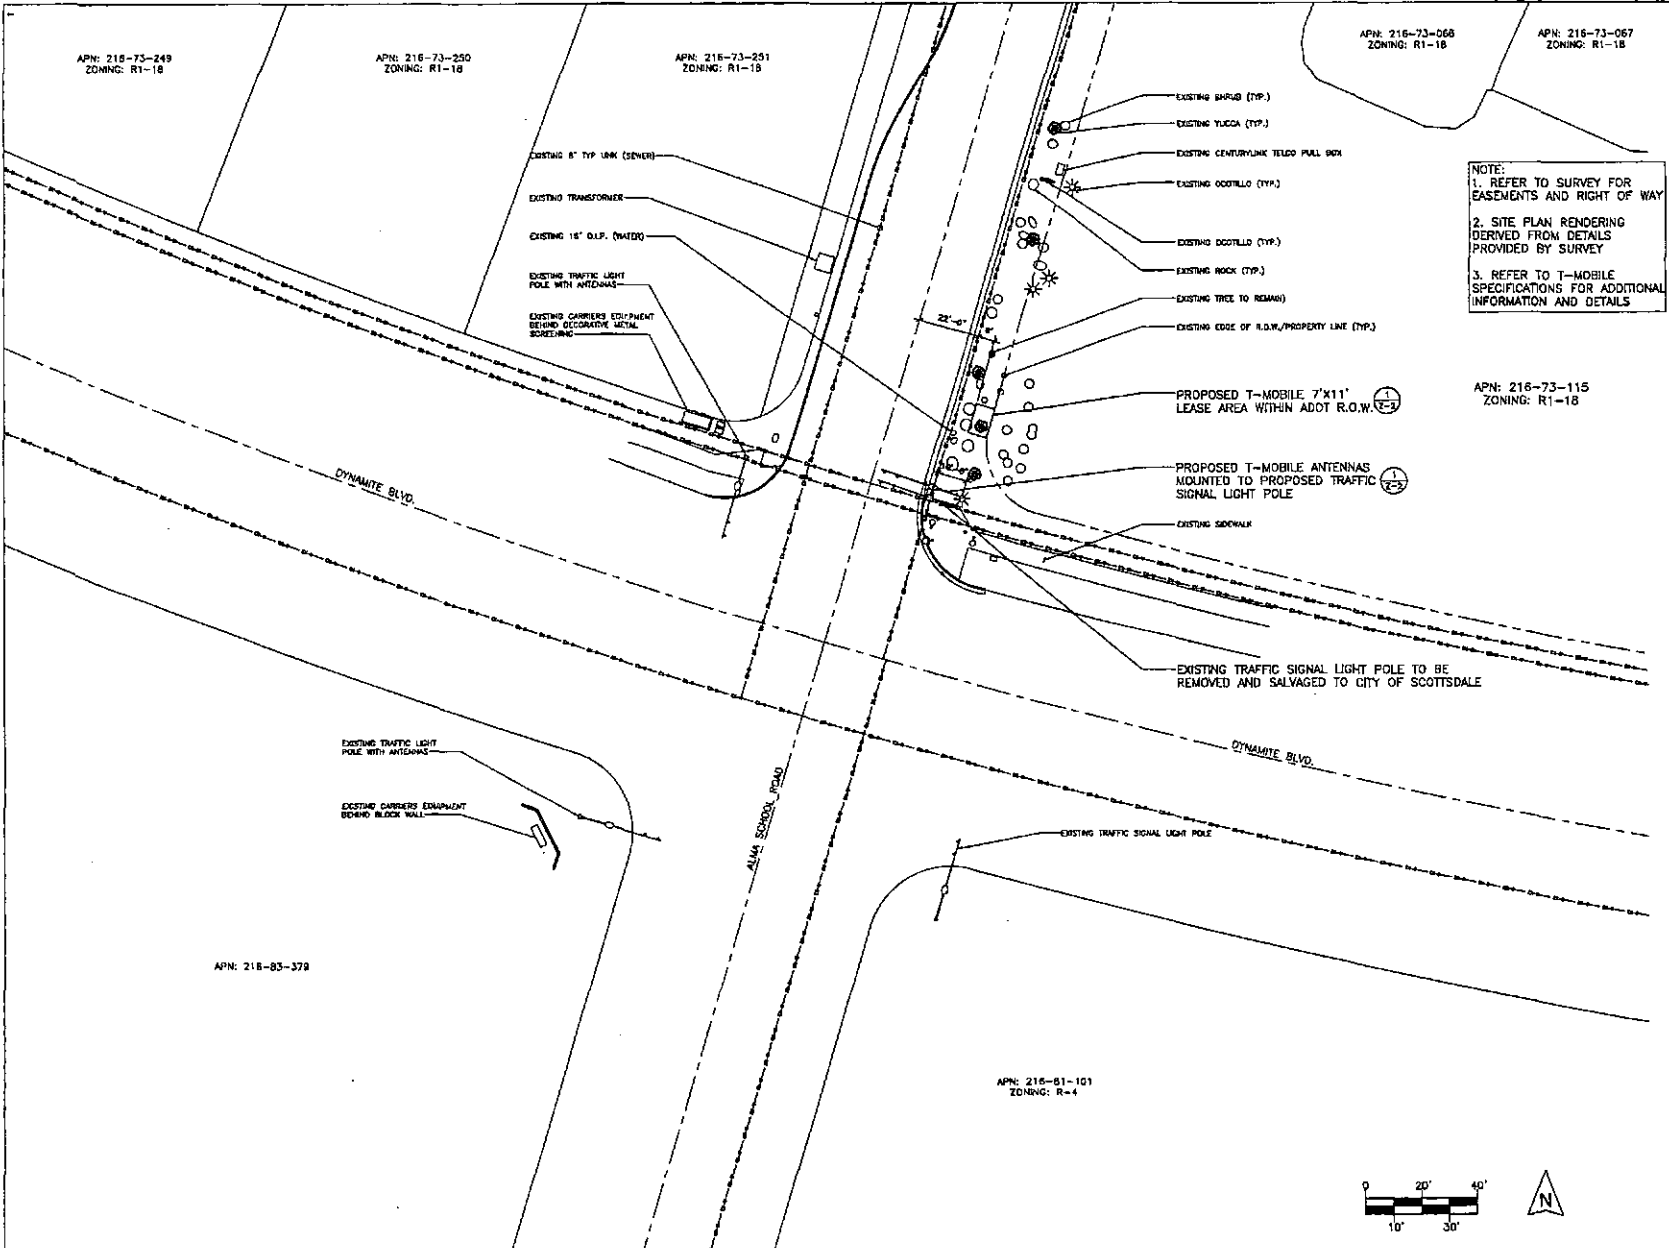 APN: 216-73-249
ZONING: R1-18
APN: 216-73-250
ZONING: R1-18
APN: 216-73-251
ZONING: R1-18
APN: 216-73-066
ZONING: R1-18
APN: 216-73-067
ZONING: R1-18
EXISTING SHRUB (TYP.)
EXISTING YUCCA (TYP.)
EXISTING CENTURYLINK TELCO PULL BOX
EXISTING OCOTILLO (TYP.)
EXISTING OCOTILLO (TYP.)
EXISTING ROCK (TYP.)
EXISTING TREE TO REMAIN)
EXISTING EDGE OF R.O.W./PROPERTY LINE (TYP.)
PROPOSED T-MOBILE 7'X11'
LEASE AREA WITHIN ADOT R.O.W.
1
Z-2
PROPOSED T-MOBILE ANTENNAS
MOUNTED TO PROPOSED TRAFFIC
SIGNAL LIGHT POLE
1
Z-2
EXISTING SIDEWALK
EXISTING TRAFFIC SIGNAL LIGHT POLE TO BE
REMOVED AND SALVAGED TO CITY OF SCOTTSDALE
NOTE:
1. REFER TO SURVEY FOR
EASEMENTS AND RIGHT OF WAY
2. SITE PLAN RENDERING
DERIVED FROM DETAILS
PROVIDED BY SURVEY
3. REFER TO T-MOBILE
SPECIFICATIONS FOR ADDITIONAL
INFORMATION AND DETAILS
APN: 216-73-115
ZONING: R1-18
EXISTING 8" TYP UNK (SEWER)
EXISTING TRANSFORMER
EXISTING 16" D.I.P. (WATER)
EXISTING TRAFFIC LIGHT
POLE WITH ANTENNAS
EXISTING CARRIERS EQUIPMENT
BEHIND DECORATIVE METAL
SCREENING
22'-0"
DYNAMITE BLVD.
DYNAMITE BLVD.
ALMA SCHOOL ROAD
EXISTING TRAFFIC LIGHT
POLE WITH ANTENNAS
EXISTING CARRIERS EQUIPMENT
BEHIND BLOCK WALL
EXISTING TRAFFIC SIGNAL LIGHT POLE
APN: 216-83-379
APN: 216-81-101
ZONING: R-4
0 20' 40'
10' 30'
N